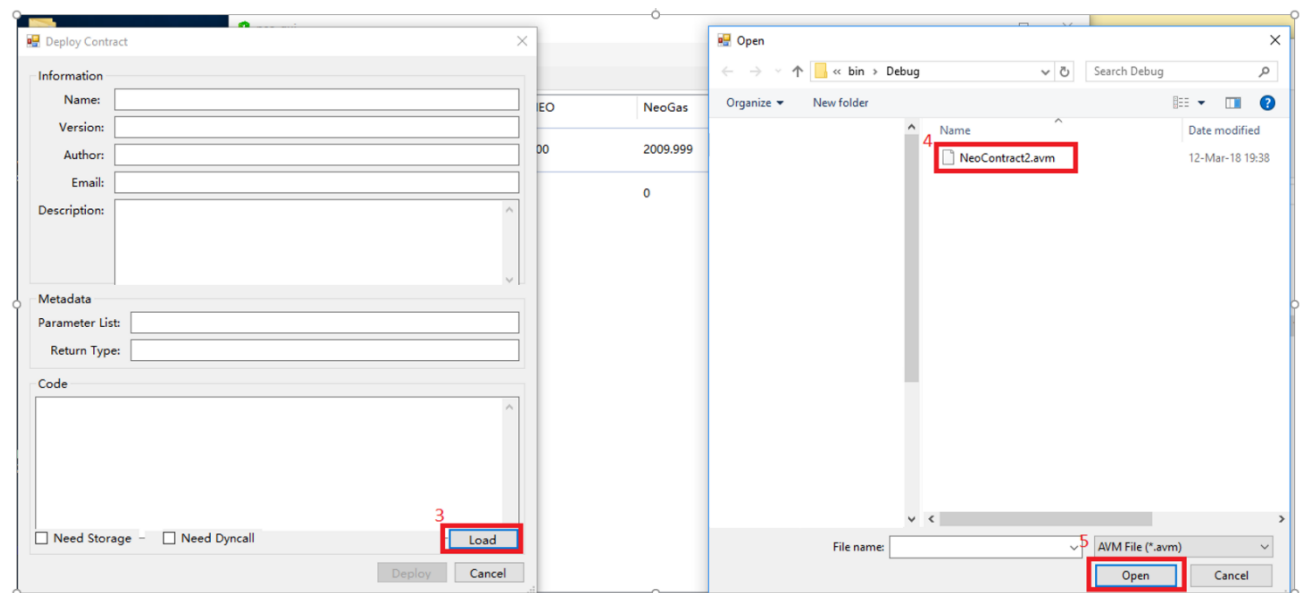 Deploy Contract
Information
Name:
Version:
Author:
Email:
Description:
Metadata
Parameter List:
Return Type:
Code
3
Need Storage
Need Dyncall
Load
Deploy
Cancel
NeoGas
00
2009.999
0
Open
« bin › Debug
Search Debug
Organize
New folder
Name
Date modified
4
NeoContract2.avm
12-Mar-18 19:38
File name:
5
AVM File (*.avm)
Open
Cancel